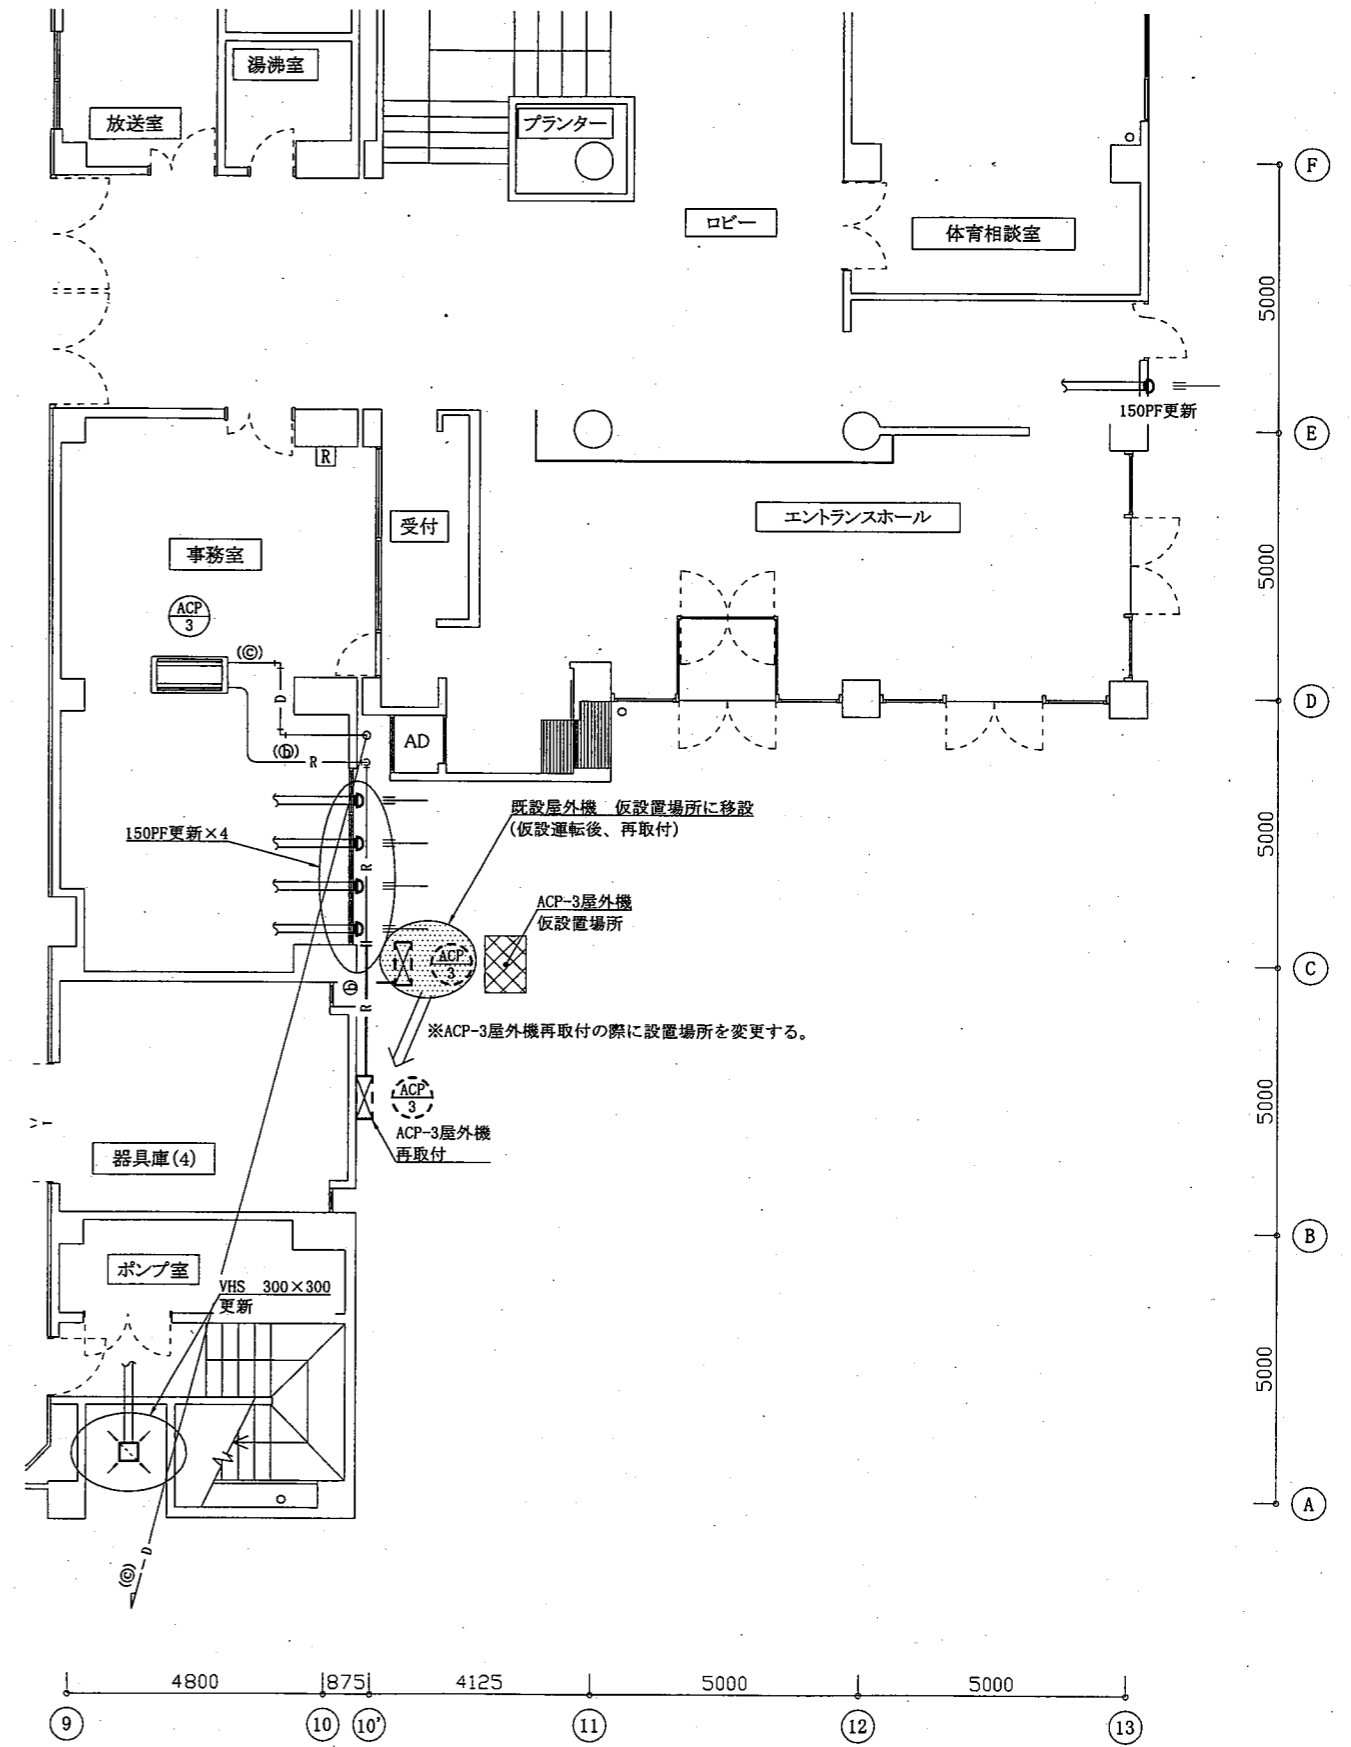 湯沸室
放送室
プランター
F
ロビー
体育相談室
5000
150PF更新
E
R
受付
エントランスホール
事務室
5000
ACP
3
(ⓒ)
D
D
AD
(ⓑ)
R
既設屋外機 仮設置場所に移設
(仮設運転後、再取付)
150PF更新×4
5000
R
ACP-3屋外機
仮設置場所
ACP
3
C
ⓑ
R
※ACP-3屋外機再取付の際に設置場所を変更する。
ACP
3
5000
ACP-3屋外機
再取付
器具庫(4)
B
ポンプ室
VHS 300×300
更新
5000
A
(ⓒ)
D
4800
875
4125
5000
5000
9
10
10'
11
12
13